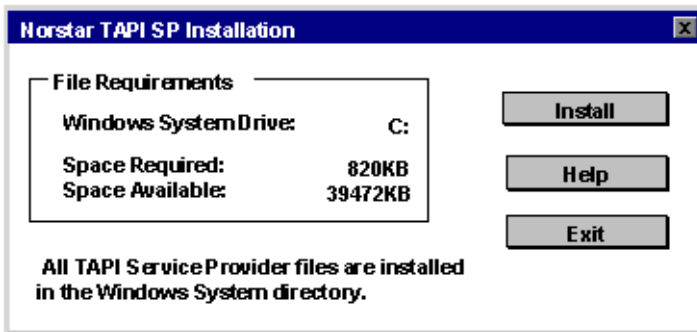 Norstar TAPI SP Installation
File Requirements
Windows System Drive: C:
Space Required: 820KB
Space Available: 39472KB
Install
Help
Exit
All TAPI Service Provider files are installed
in the Windows System directory.